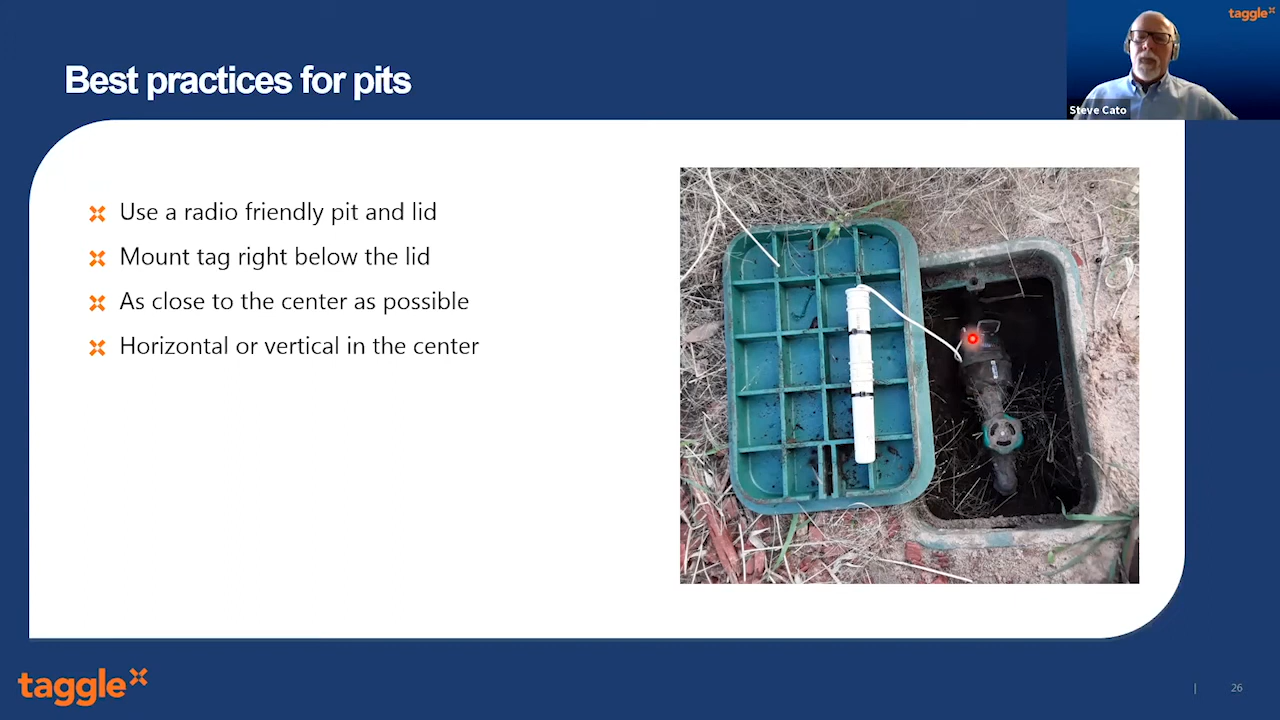 taggle
Steve Cato
Best practices for pits
Use a radio friendly pit and lid
Mount tag right below the lid
As close to the center as possible
Horizontal or vertical in the center
taggle
| 26